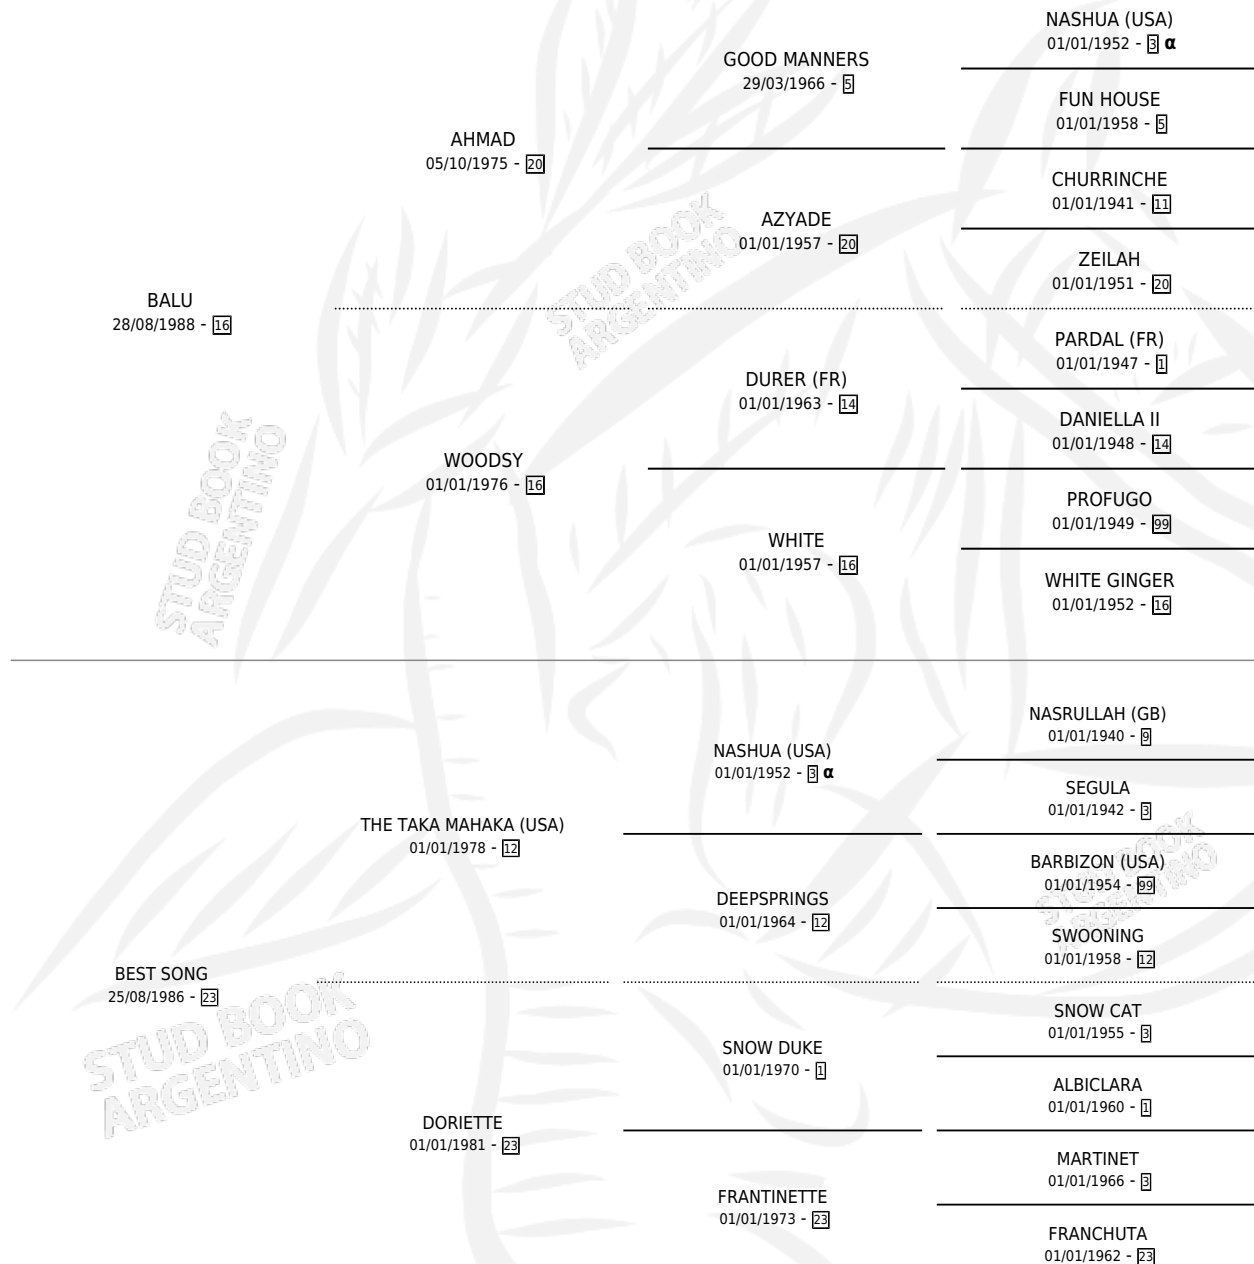 NASHUA (USA)
01/01/1952 - 3 α
GOOD MANNERS
29/03/1966 - 5
FUN HOUSE
01/01/1958 - 5
AHMAD
05/10/1975 - 20
CHURRINCHE
01/01/1941 - 11
AZYADE
01/01/1957 - 20
ZEILAH
01/01/1951 - 20
BALU
28/08/1988 - 16
PARDAL (FR)
01/01/1947 - 1
DURER (FR)
01/01/1963 - 14
DANIELLA II
01/01/1948 - 14
WOODSY
01/01/1976 - 16
PROFUGO
01/01/1949 - 99
WHITE
01/01/1957 - 16
WHITE GINGER
01/01/1952 - 16
STUD BOOK
ARGENTINO
STUD BOOK
ARGENTINO
NASRULLAH (GB)
01/01/1940 - 9
NASHUA (USA)
01/01/1952 - 3 α
SEGULA
01/01/1942 - 3
THE TAKA MAHAKA (USA)
01/01/1978 - 12
BARBIZON (USA)
01/01/1954 - 99
DEEPSPRINGS
01/01/1964 - 12
SWOONING
01/01/1958 - 12
BEST SONG
25/08/1986 - 23
SNOW CAT
01/01/1955 - 3
SNOW DUKE
01/01/1970 - 1
ALBICLARA
01/01/1960 - 1
DORIETTE
01/01/1981 - 23
MARTINET
01/01/1966 - 3
FRANTINETTE
01/01/1973 - 23
FRANCHUTA
01/01/1962 - 23
STUD BOOK
ARGENTINO
STUD BOOK
ARGENTINO